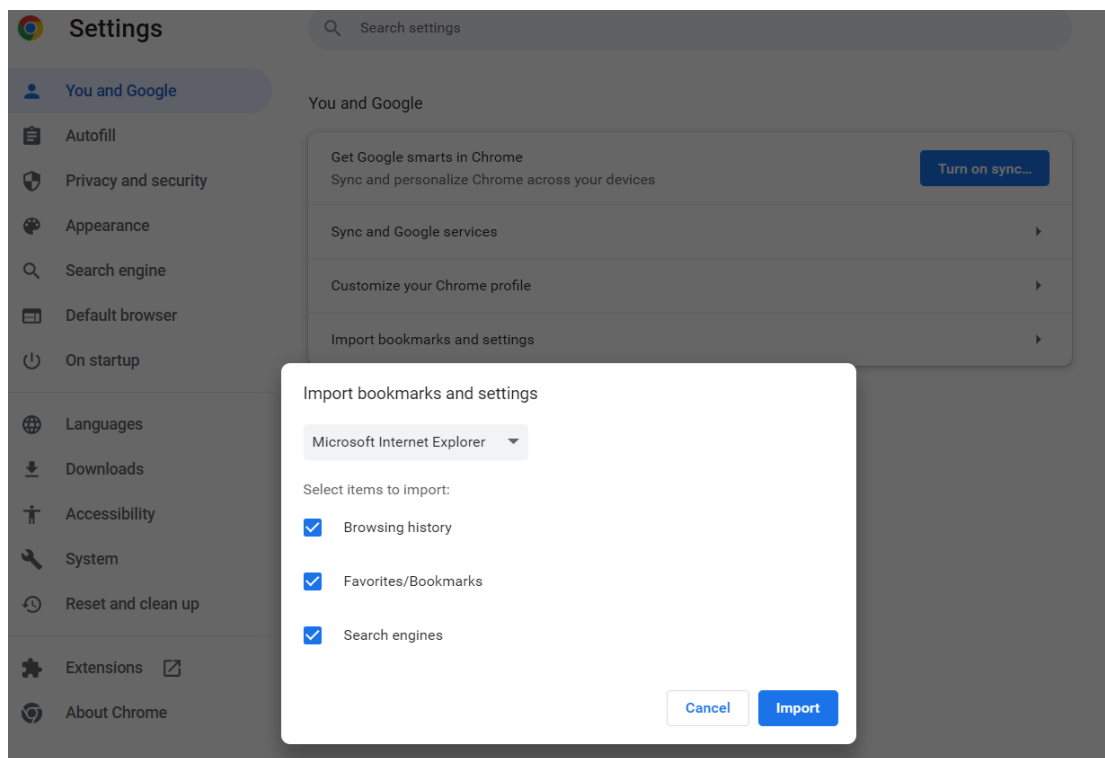 Settings
Search settings
You and Google
Autofill
Privacy and security
Appearance
Search engine
Default browser
On startup
Languages
Downloads
Accessibility
System
Reset and clean up
Extensions
About Chrome
You and Google
Get Google smarts in Chrome
Sync and personalize Chrome across your devices
Turn on sync...
Sync and Google services
Customize your Chrome profile
Import bookmarks and settings
Import bookmarks and settings
Microsoft Internet Explorer
Select items to import:
Browsing history
Favorites/Bookmarks
Search engines
Cancel
Import